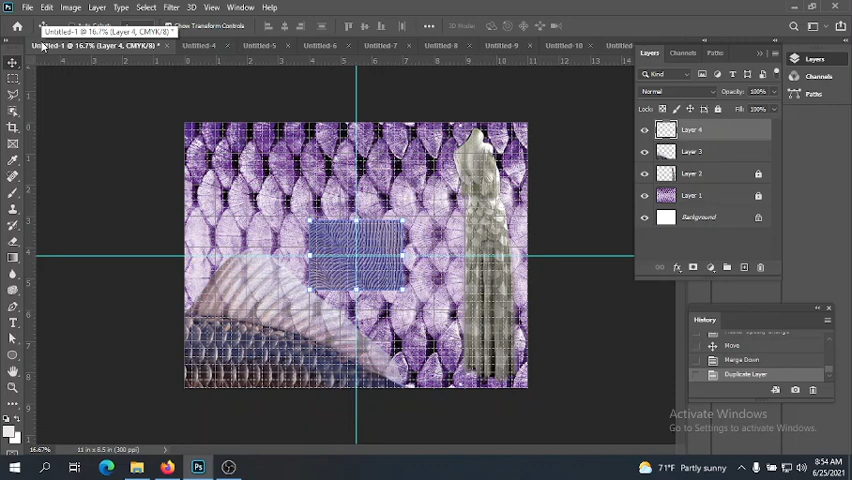 File Edit Image Layer Type Select Filter 3D View Window Help
Show Transform Controls
3D Mode:
Untitled-1 @ 16.7% (Layer 4, CMYK/8) *
Untitled-1 @ 16.7% (Layer 4, CMYK/8) * × Untitled-4 × Untitled-5 × Untitled-6 × Untitled-7 × Untitled-8 × Untitled-9 × Untitled-10 × Untitled
Layers Channels Paths
Kind
Normal Opacity: 100%
Lock: Fill: 100%
Layer 4
Layer 3
Layer 2
Layer 1
Background
Layers
Channels
Paths
History
Move
Merge Down
Duplicate Layer
Activate Windows
Go to Settings to activate Windows.
16.67% 11 in x 8.5 in (300 ppi)
71°F Partly sunny
8:54 AM
6/25/2021